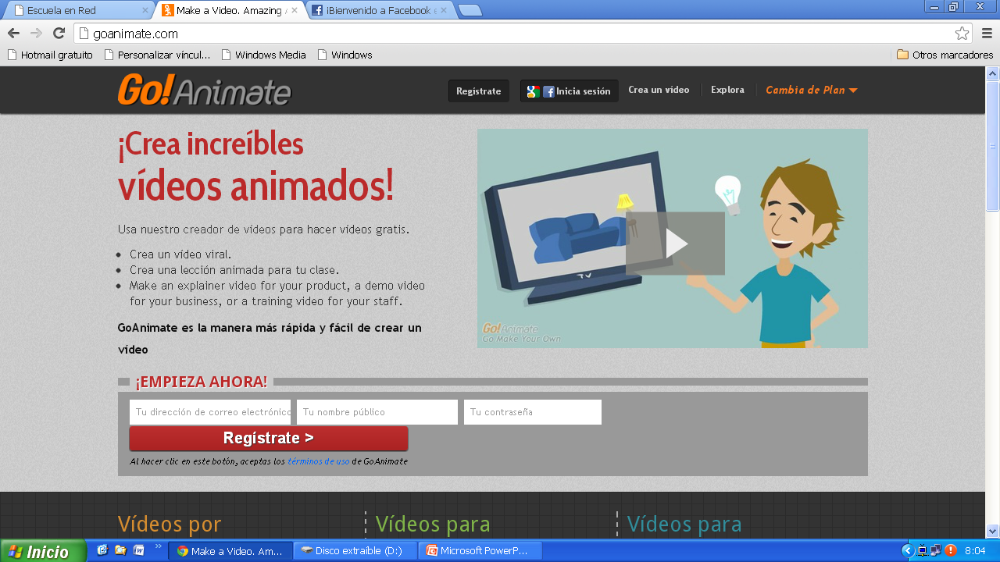 Escuela en Red
Make a Video. Amazing A
¡Bienvenido a Facebook e
goanimate.com
Hotmail gratuito
Personalizar víncul...
Windows Media
Windows
Otros marcadores
Go!Animate
Regístrate
Inicia sesión
Crea un vídeo
Explora
Cambia de Plan
¡Crea increíbles
vídeos animados!
Usa nuestro creador de vídeos para hacer vídeos gratis.
Crea un vídeo viral.
Crea una lección animada para tu clase.
Make an explainer video for your product, a demo video
for your business, or a training video for your staff.
GoAnimate es la manera más rápida y fácil de crear un
vídeo
TV
Go!Animate
Go Make Your Own
¡EMPIEZA AHORA!
Tu dirección de correo electrónico
Tu nombre público
Tu contraseña
Regístrate >
Al hacer clic en este botón, aceptas los términos de uso de GoAnimate
Vídeos por
Vídeos para
Vídeos para
Inicio
Make a Video. Am...
Disco extraíble (D:)
Microsoft PowerP...
8:04